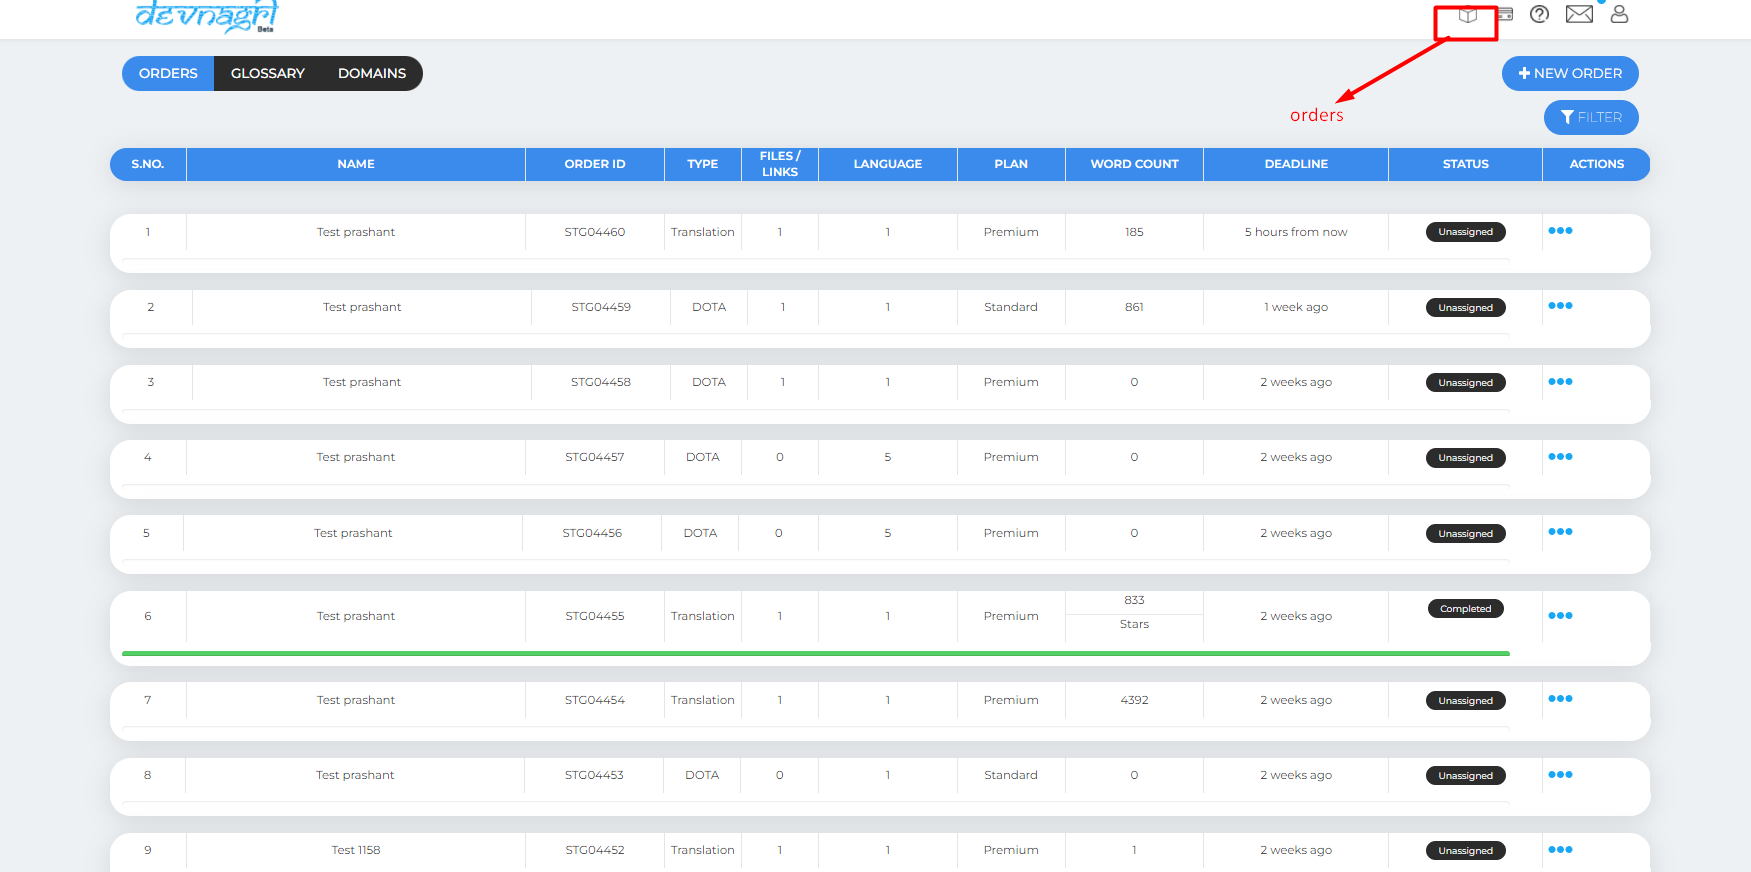 devnagri
Beta
orders
ORDERS GLOSSARY DOMAINS
NEW ORDER
FILTER
S.NO. NAME ORDER ID TYPE FILES / LINKS LANGUAGE PLAN WORD COUNT DEADLINE STATUS ACTIONS
1 Test prashant STG04460 Translation 1 1 Premium 185 5 hours from now Unassigned
2 Test prashant STG04459 DOTA 1 1 Standard 861 1 week ago Unassigned
3 Test prashant STG04458 DOTA 1 1 Premium 0 2 weeks ago Unassigned
4 Test prashant STG04457 DOTA 0 5 Premium 0 2 weeks ago Unassigned
5 Test prashant STG04456 DOTA 0 5 Premium 0 2 weeks ago Unassigned
6 Test prashant STG04455 Translation 1 1 Premium 833 Stars 2 weeks ago Completed
7 Test prashant STG04454 Translation 1 1 Premium 4392 2 weeks ago Unassigned
8 Test prashant STG04453 DOTA 0 1 Standard 0 2 weeks ago Unassigned
9 Test 1158 STG04452 Translation 1 1 Premium 1 2 weeks ago Unassigned